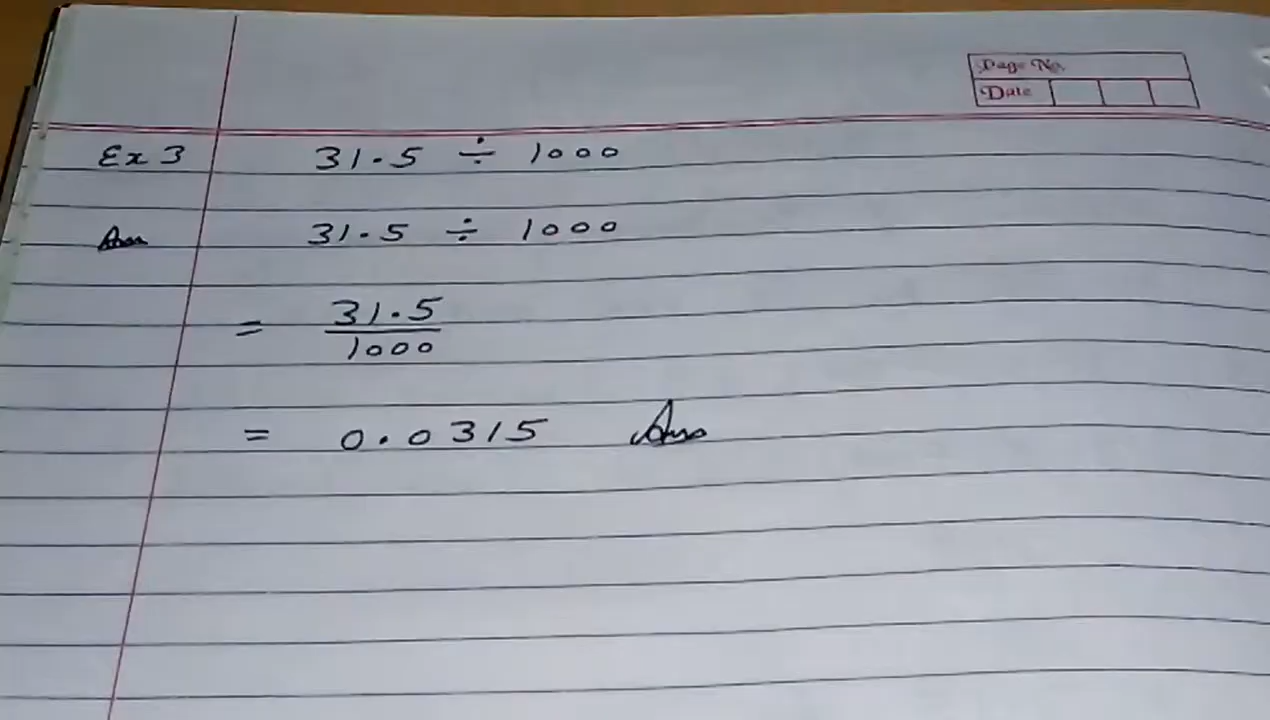 Page No.
Date
Ex 3 31.5 ÷ 1000
Ans 31.5 ÷ 1000
= 31.5
1000
= 0.0315 Ans